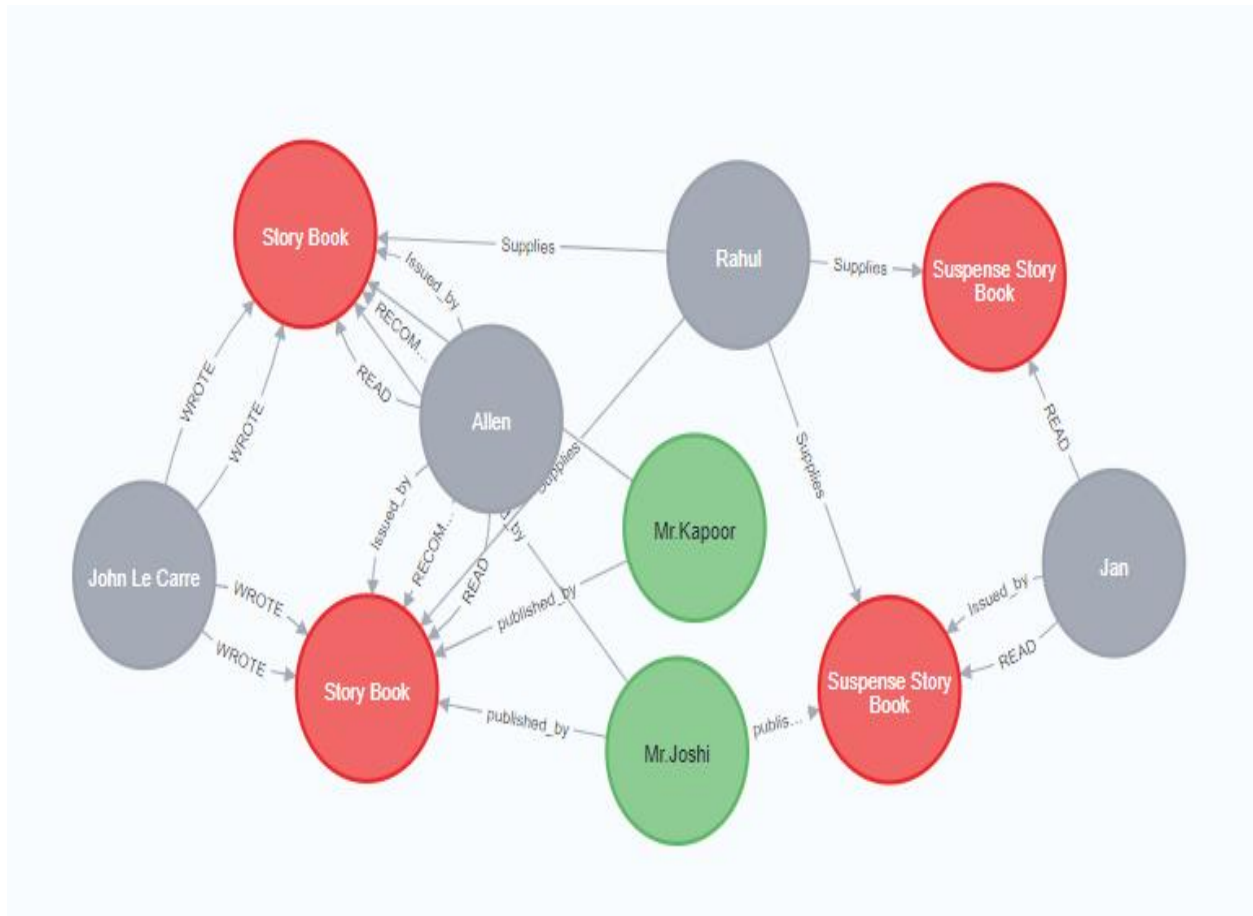 Story Book
Supplies
Rahul
Supplies
Suspense Story
Book
Issued_by
RECOM...
READ
WROTE
WROTE
Allen
READ
Supplies
Supplies
Issued_by
RECOM...
READ
d_by
Mr.Kapoor
John Le Carre
WROTE
WROTE
published_by
Jan
Issued_by
READ
Story Book
Suspense Story
Book
published_by
publis...
Mr.Joshi